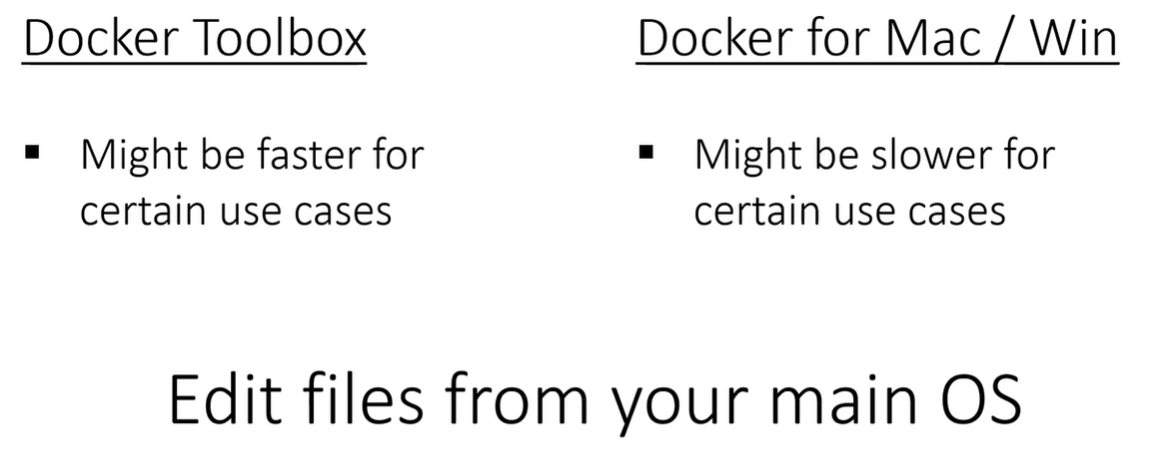 Docker Toolbox
▪ Might be faster for
certain use cases
Docker for Mac / Win
▪ Might be slower for
certain use cases
Edit files from your main OS